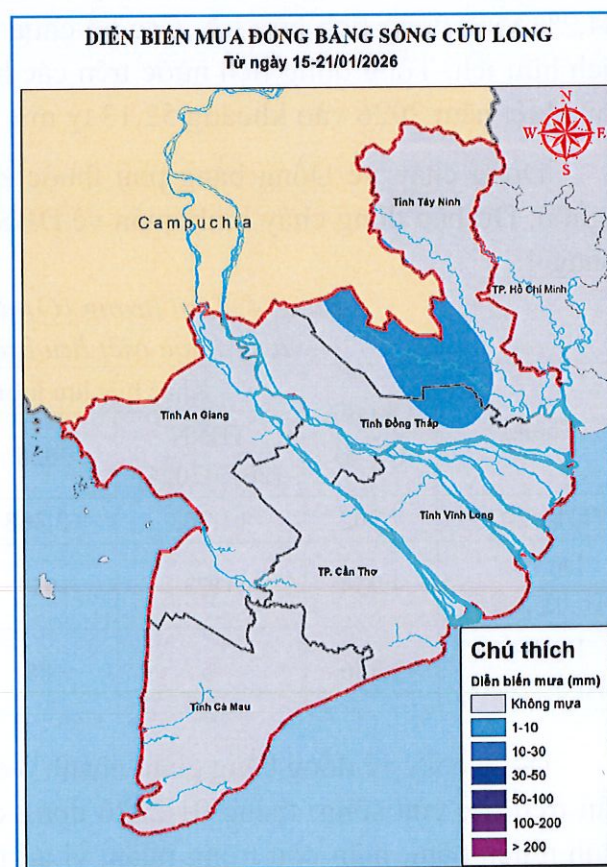 DIỄN BIẾN MƯA ĐỒNG BẰNG SÔNG CỬU LONG
Từ ngày 15-21/01/2026
N
W
E
S
Tỉnh Tây Ninh
Campuchia
TP. Hồ Chí Minh
Tỉnh An Giang
Tỉnh Đồng Tháp
Tỉnh Vĩnh Long
TP. Cần Thơ
Tỉnh Cà Mau
Chú thích
Diễn biến mưa (mm)
Không mưa
1-10
10-30
30-50
50-100
100-200
> 200